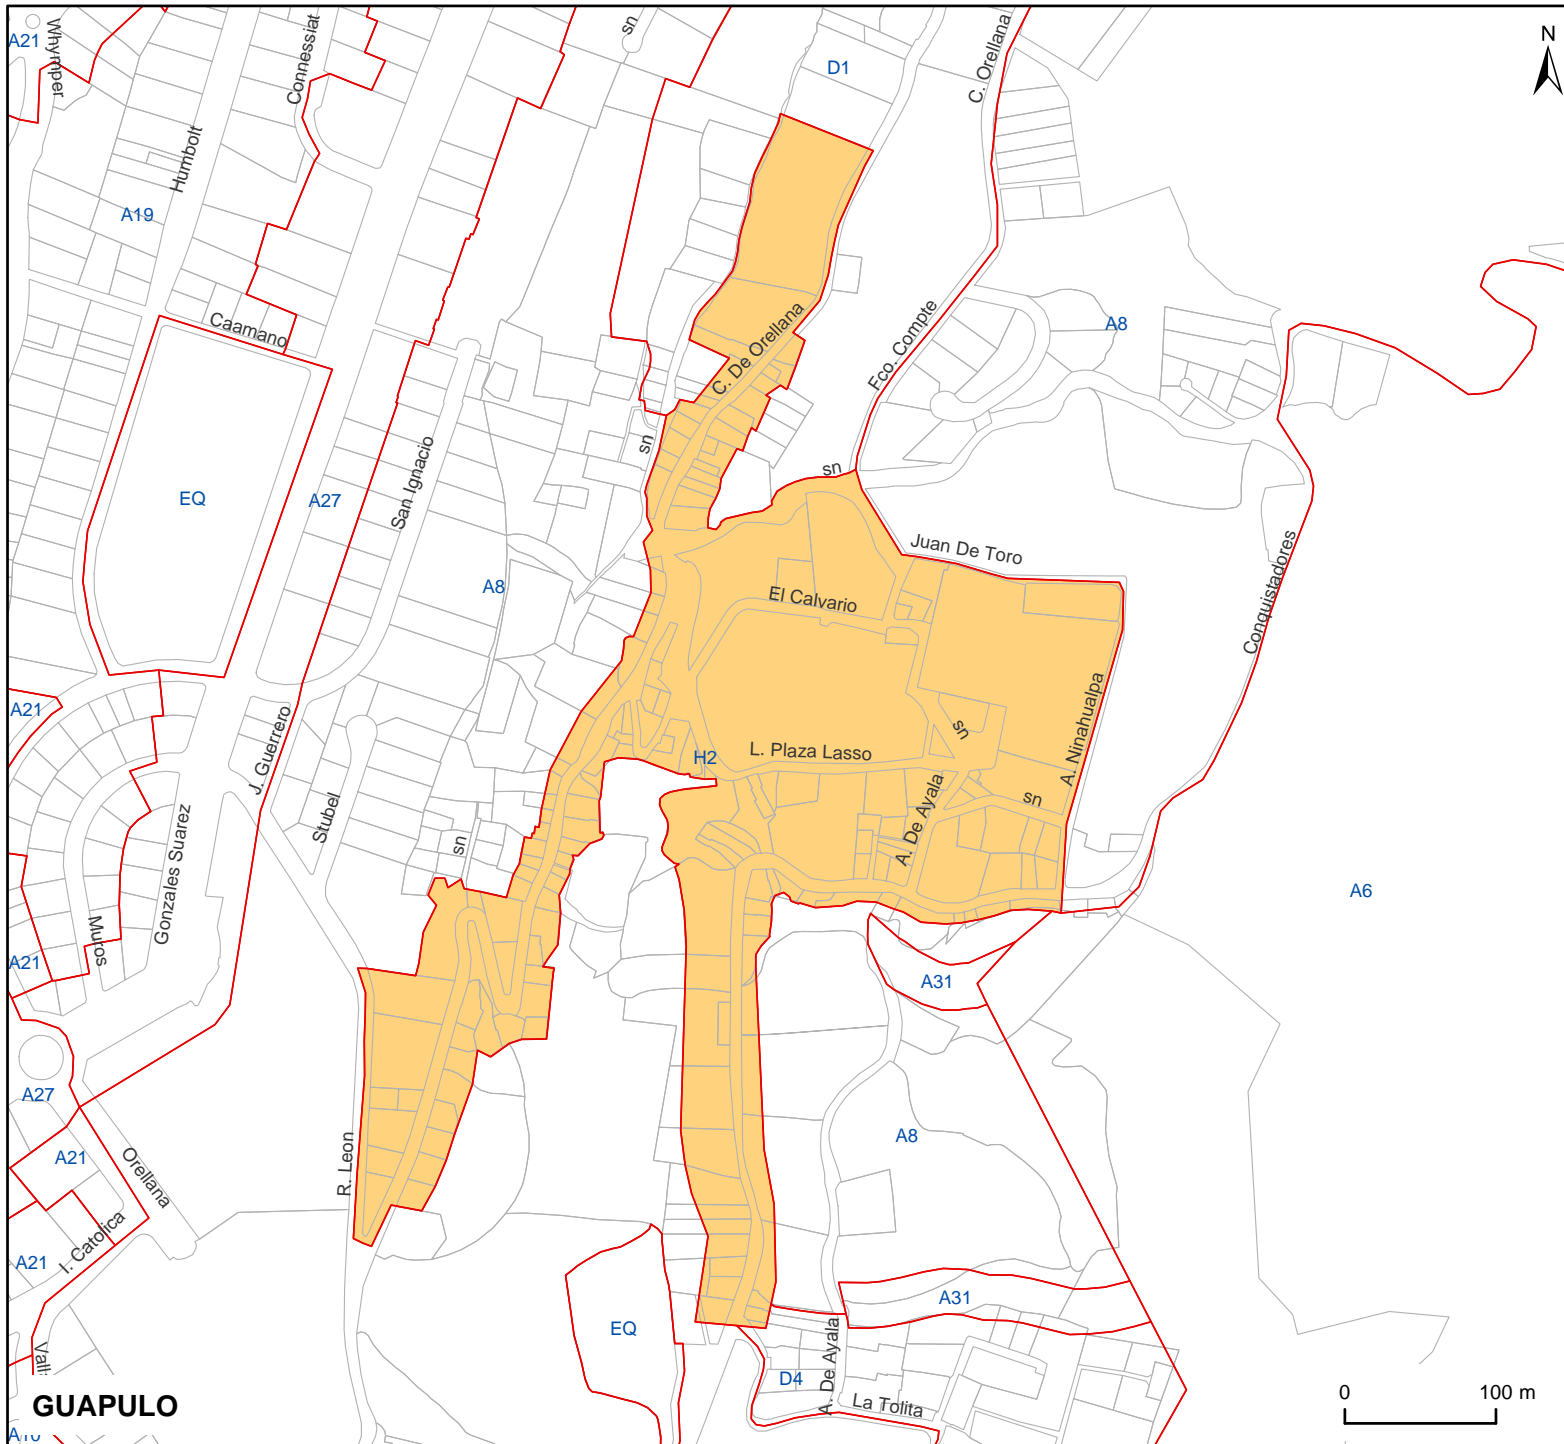 A21
Whymper
Connessiat
sn
D1
C. Orellana
N
Humbolt
A19
Caamano
C. De Orellana
Fco. Compte
A8
EQ
A27
San Ignacio
sn
sn
Juan De Toro
A8
El Calvario
Conquistadores
A21
J. Guerrero
H2
L. Plaza Lasso
sn
A. Ninahualpa
Gonzales Suarez
Stubel
sn
A. De Ayala
sn
A6
Muros
A21
A31
A27
A21
Orellana
R. Leon
A8
A21
I. Catolica
A31
EQ
Vall
D4
A. De Ayala
La Tolita
GUAPULO
0 100 m